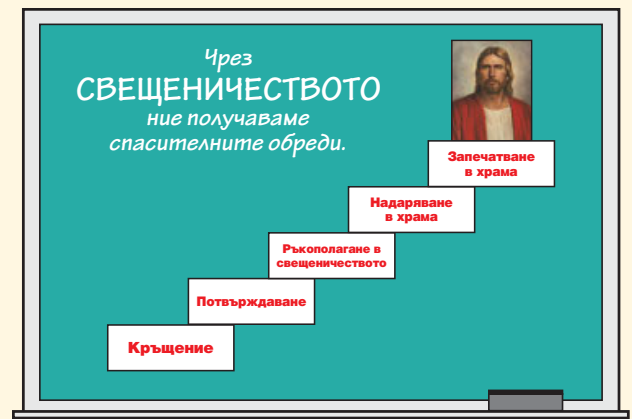 Чрез
СВЕЩЕНИЧЕСТВОТО
ние получаваме
спасителните обреди.
Запечатване
в храма
Надаряване
в храма
Ръкополагане в
свещеничеството
Потвърждаване
Кръщение